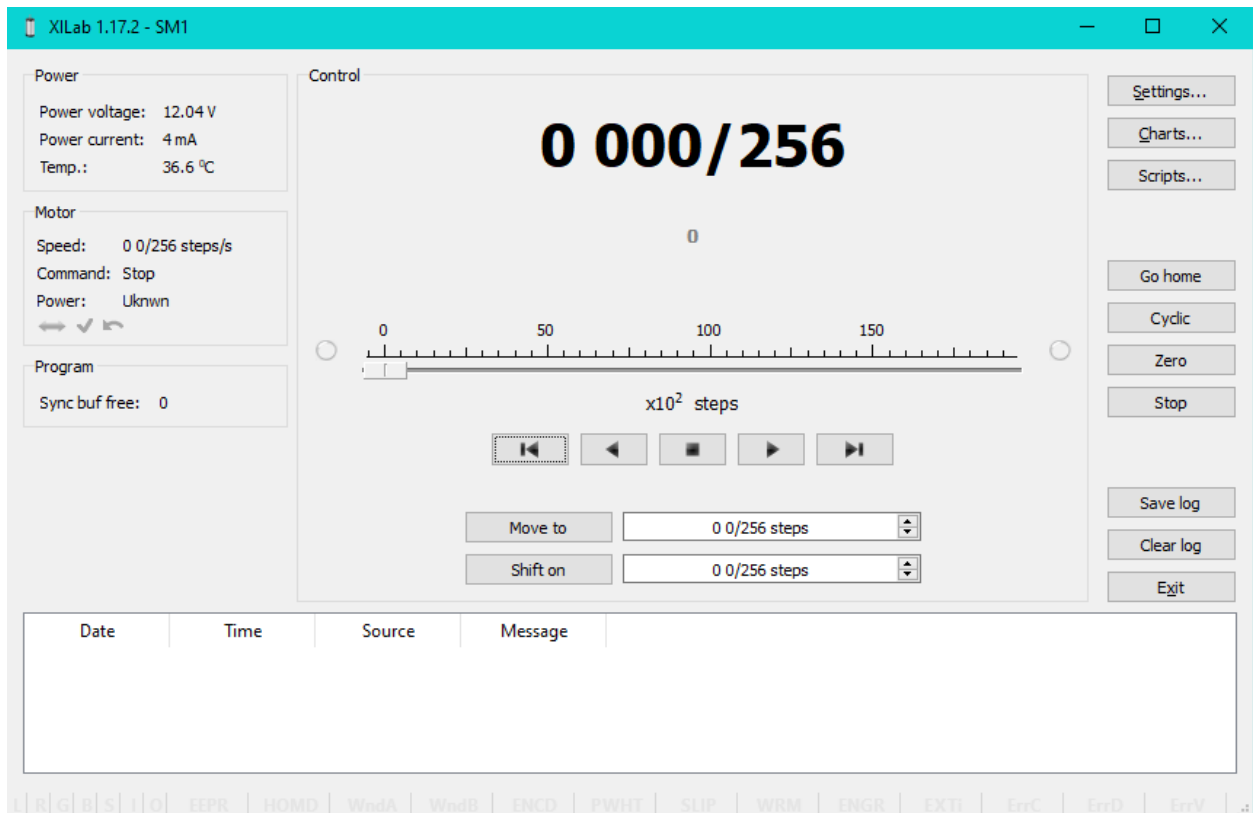 XILab 1.17.2 - SM1
Power
Power voltage: 12.04 V
Power current: 4 mA
Temp.: 36.6 ⁰C
Motor
Speed: 0 0/256 steps/s
Command: Stop
Power: Uknwn
Program
Sync buf free: 0
Control
0 000/256
0
0 50 100 150
x10² steps
Move to 0 0/256 steps
Shift on 0 0/256 steps
Settings...
Charts...
Scripts...
Go home
Cyclic
Zero
Stop
Save log
Clear log
Exit
Date Time Source Message
L R G B S I O EEPR HOMD WndA WndB ENCD PWHT SLIP WRM ENGR EXTI ErrC ErrD ErrV